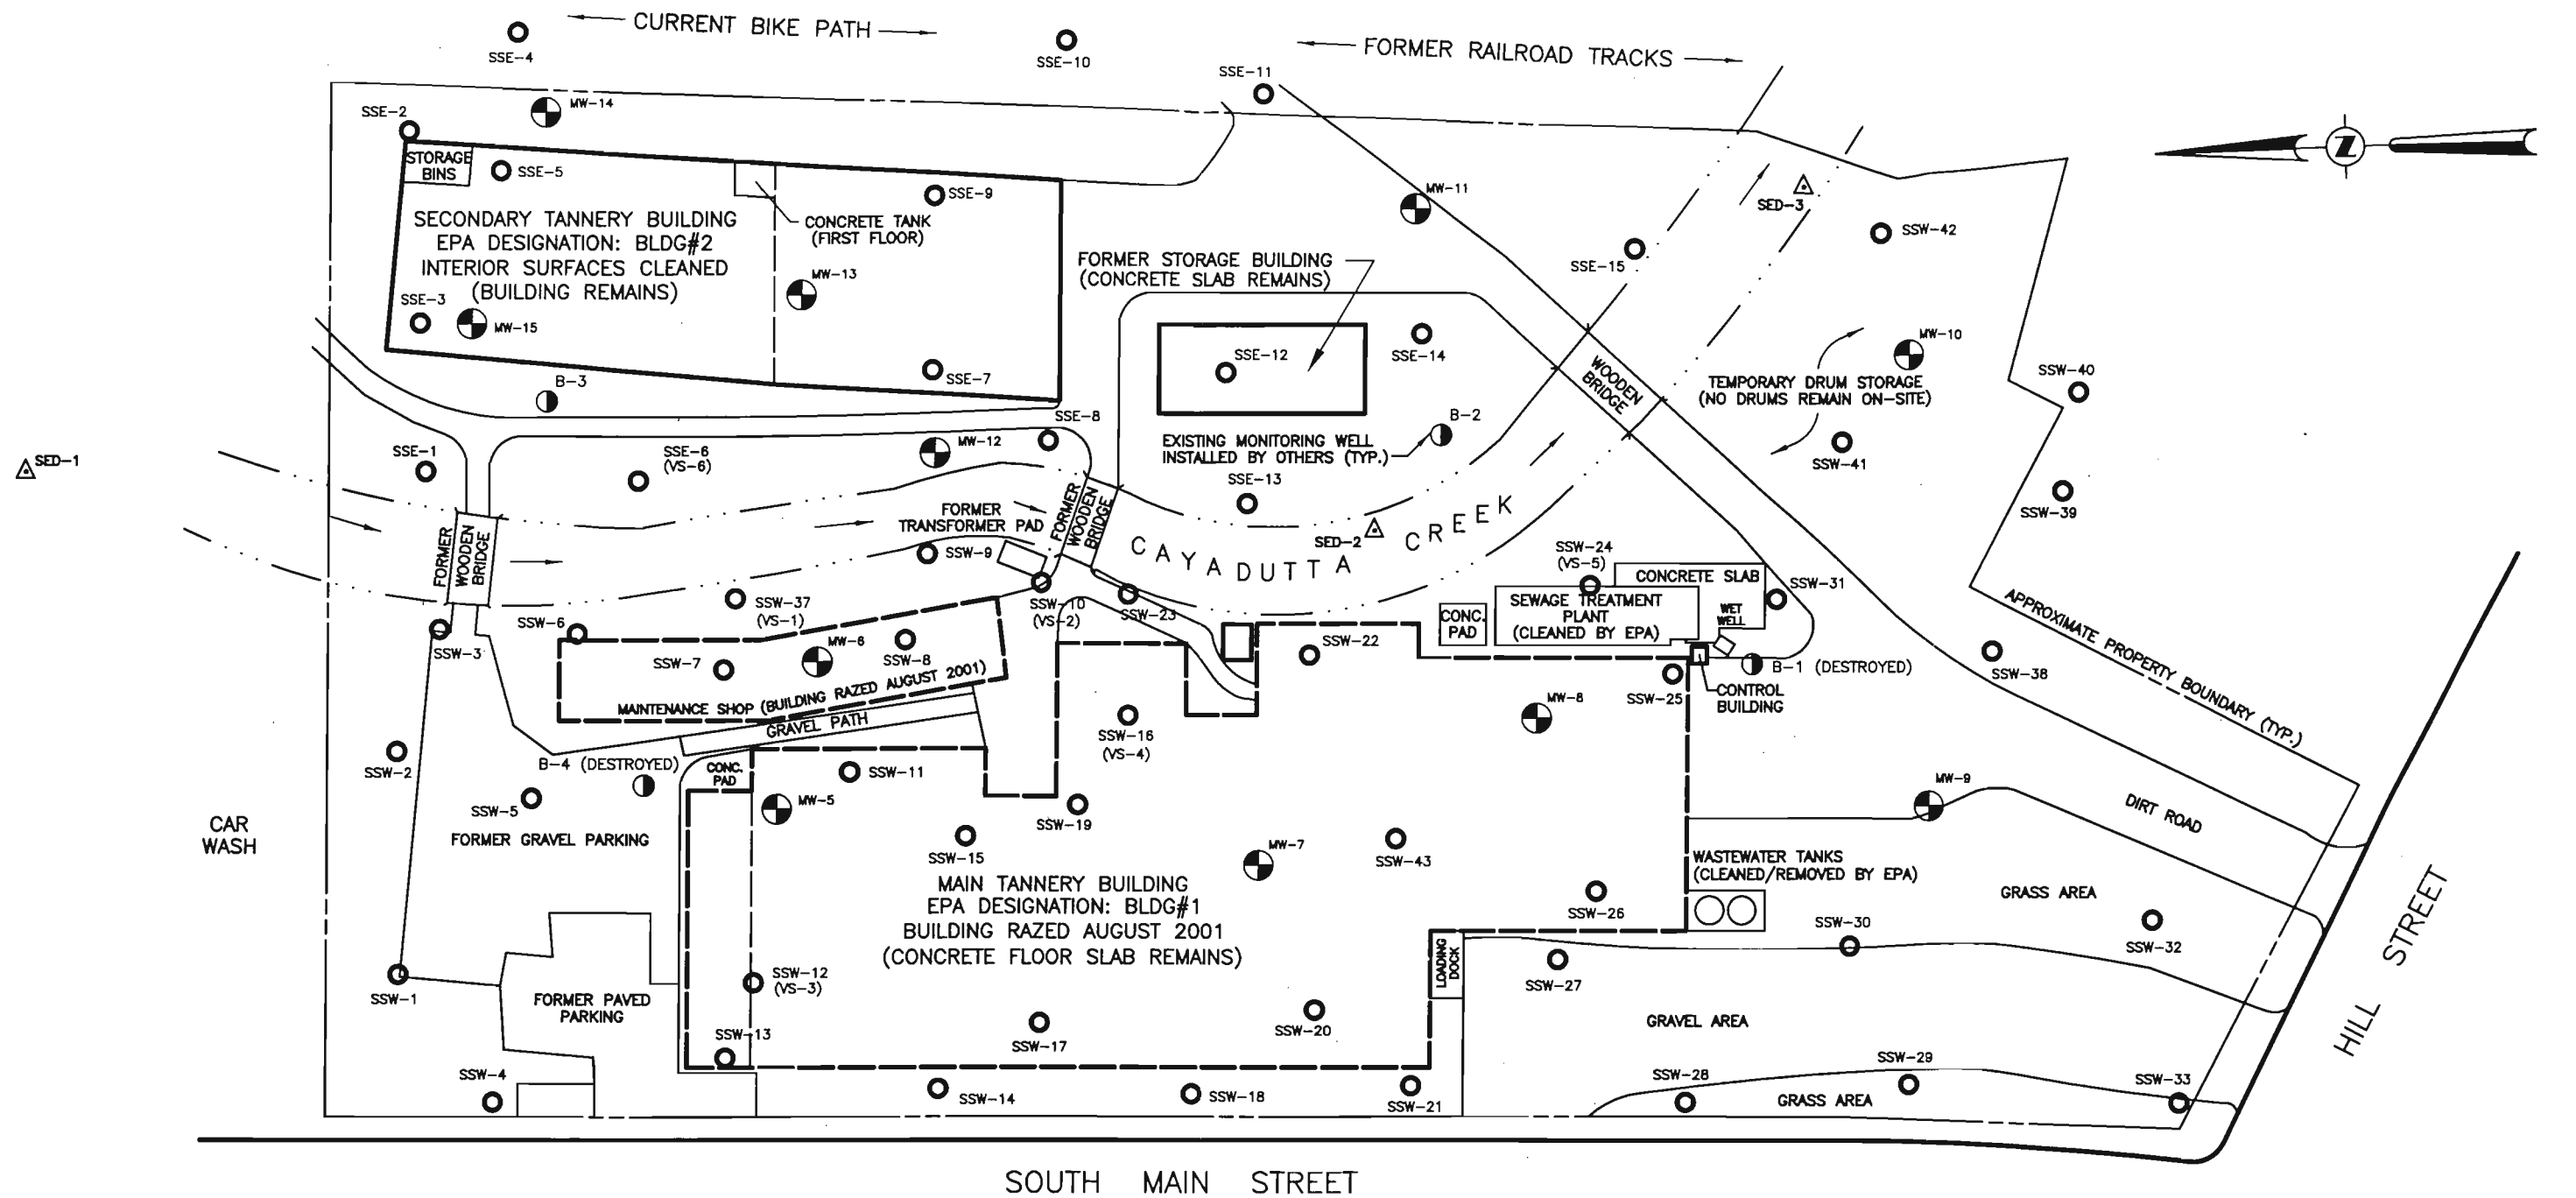 CURRENT BIKE PATH
FORMER RAILROAD TRACKS
SSE-4
SSE-10
SSE-11
SSE-2
MW-14
Z
STORAGE
BINS
SSE-5
SSE-9
MW-11
SED-3
SECONDARY TANNERY BUILDING
EPA DESIGNATION: BLDG#2
INTERIOR SURFACES CLEANED
(BUILDING REMAINS)
CONCRETE TANK
(FIRST FLOOR)
SSW-42
MW-13
FORMER STORAGE BUILDING
(CONCRETE SLAB REMAINS)
SSE-15
SSE-3
MW-15
MW-10
SSE-12
SSE-14
SSE-7
B-3
WOODEN
BRIDGE
TEMPORARY DRUM STORAGE
(NO DRUMS REMAIN ON-SITE)
SSW-40
SSE-8
B-2
MW-12
EXISTING MONITORING WELL
INSTALLED BY OTHERS (TYP.)
SED-1
SSE-1
SSE-6
(VS-6)
SSW-41
SSE-13
SSW-39
FORMER
TRANSFORMER PAD
FORMER
WOODEN
BRIDGE
FORMER
WOODEN
BRIDGE
SED-2
CAYADUTTA CREEK
SSW-9
SSW-24
(VS-5)
CONCRETE SLAB
SSW-31
SSW-37
(VS-1)
SSW-10
(VS-2)
SSW-23
CONC.
PAD
SEWAGE TREATMENT
PLANT
(CLEANED BY EPA)
WET
WELL
APPROXIMATE PROPERTY BOUNDARY (TYP.)
SSW-3
SSW-6
MW-6
SSW-8
SSW-7
SSW-22
B-1 (DESTROYED)
SSW-38
SSW-25
CONTROL
BUILDING
MAINTENANCE SHOP (BUILDING RAZED AUGUST 2001)
GRAVEL PATH
MW-8
SSW-16
(VS-4)
SSW-2
B-4 (DESTROYED)
CONC.
PAD
SSW-11
MW-9
SSW-5
MW-5
SSW-19
DIRT ROAD
CAR
WASH
FORMER GRAVEL PARKING
SSW-15
MW-7
SSW-43
WASTEWATER TANKS
(CLEANED/REMOVED BY EPA)
MAIN TANNERY BUILDING
EPA DESIGNATION: BLDG#1
BUILDING RAZED AUGUST 2001
(CONCRETE FLOOR SLAB REMAINS)
SSW-26
GRASS AREA
SSW-30
SSW-32
LOADING
DOCK
HILL STREET
SSW-1
SSW-12
(VS-3)
SSW-27
FORMER PAVED
PARKING
SSW-13
SSW-17
SSW-20
GRAVEL AREA
SSW-4
SSW-14
SSW-18
SSW-21
SSW-28
SSW-29
SSW-33
GRASS AREA
SOUTH MAIN STREET